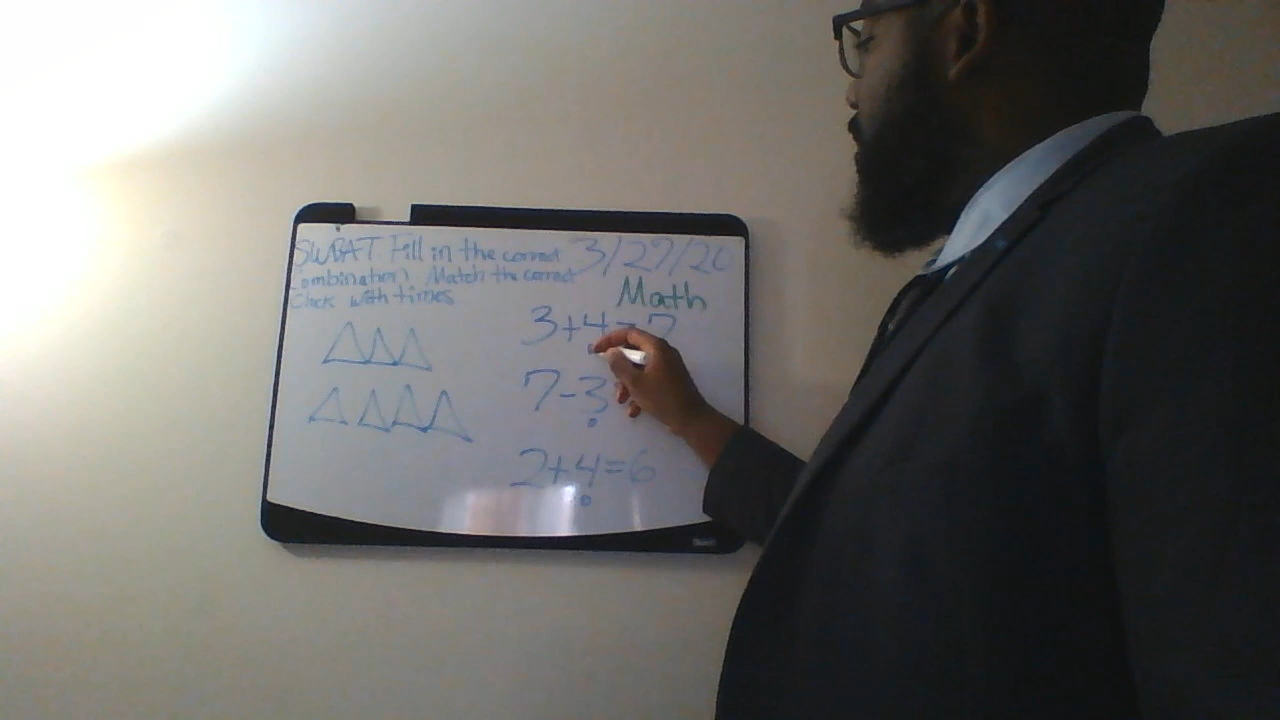 SWBAT Fill in the correct
Combination. Match the correct
Clock with times
3/27/20
Math
3+4=7
7-3
2+4=6